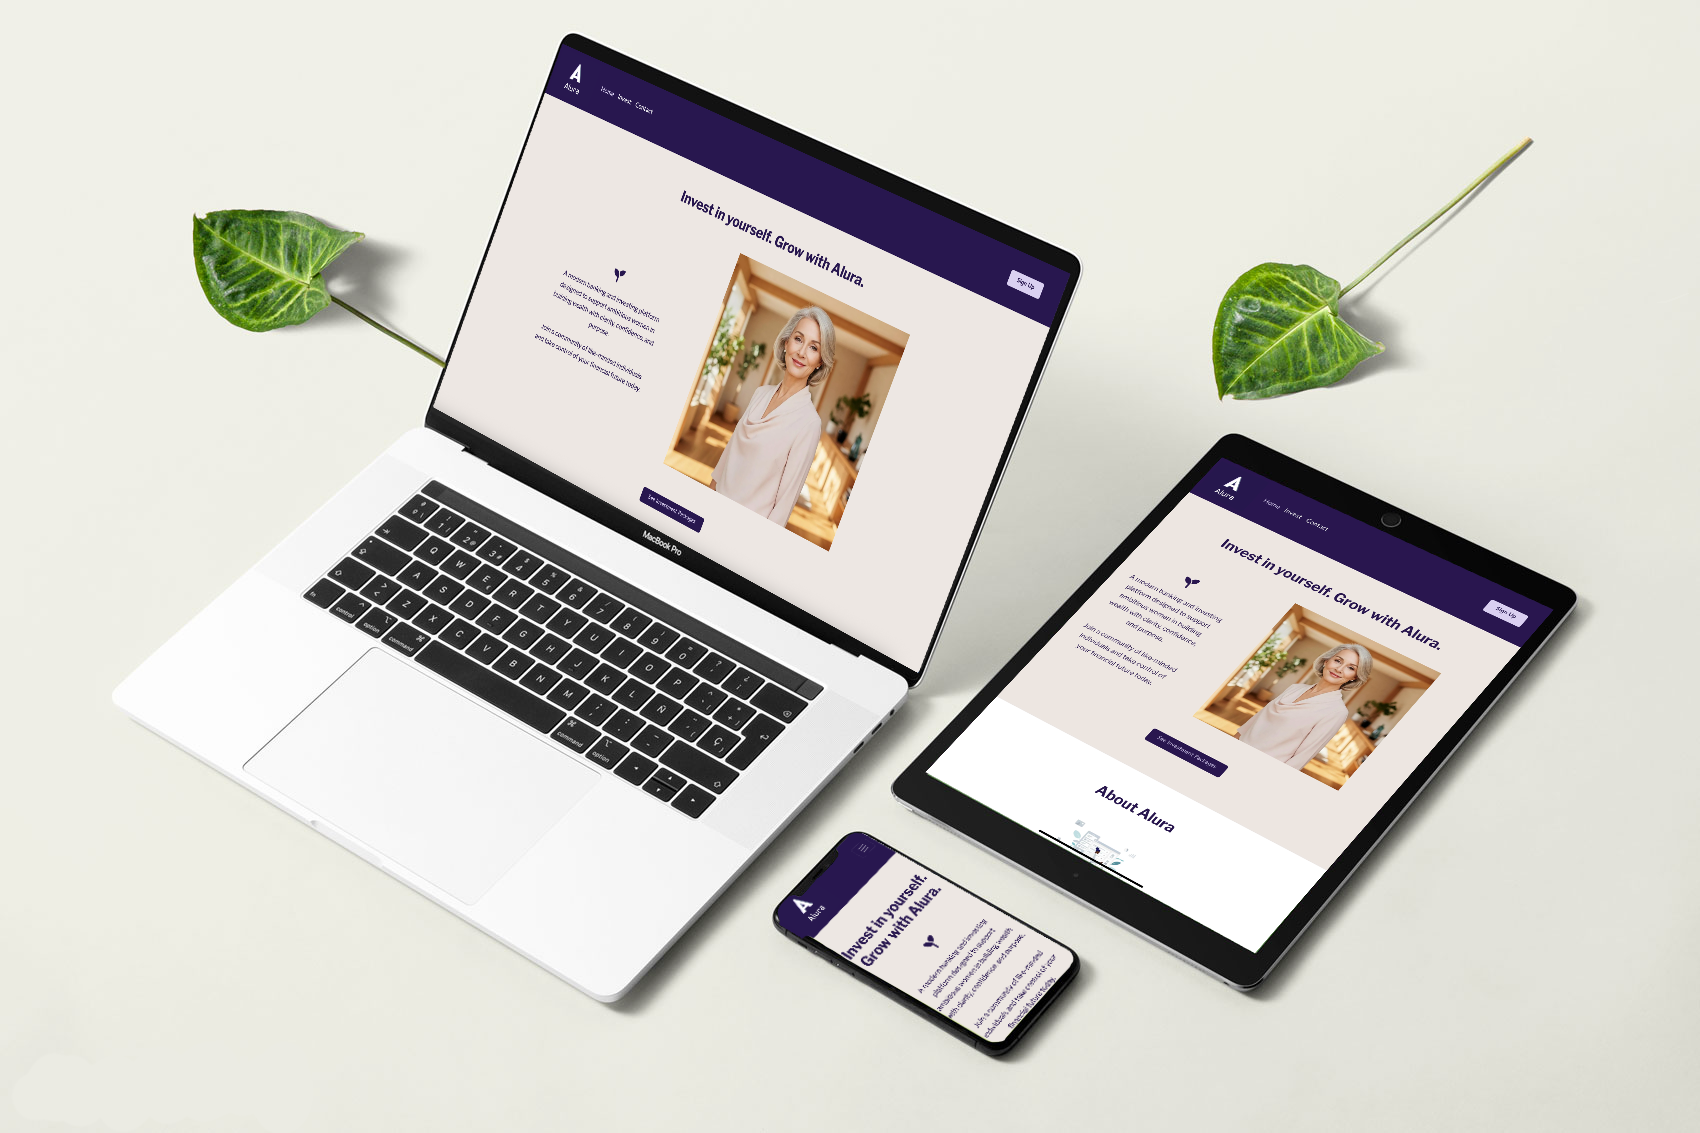 Alura
Home Invest Contact
Sign Up
Invest in yourself. Grow with Alura.
A modern banking and investing platform
designed to support ambitious women in
building wealth with clarity, confidence, and
purpose.
Join a community of like-minded individuals
and take control of your financial future today.
See Investment Packages
MacBook Pro
Q W E R T Y U I O P
A S D F G H J K L Ñ
Z X C V B N M
fn control option command
command option
Alura
Home Invest Contact
Sign Up
Invest in yourself. Grow with Alura.
A modern banking and investing
platform designed to support
ambitious women in building
wealth with clarity, confidence,
and purpose.
Join a community of like-minded
individuals and take control of
your financial future today.
See Investment Packages
About Alura
Alura
Invest in yourself.
Grow with Alura.
A modern banking and investing
platform designed to support
ambitious women in building wealth
with clarity, confidence and purpose.
Join a community of like-minded
individuals and take control of your
financial future today.